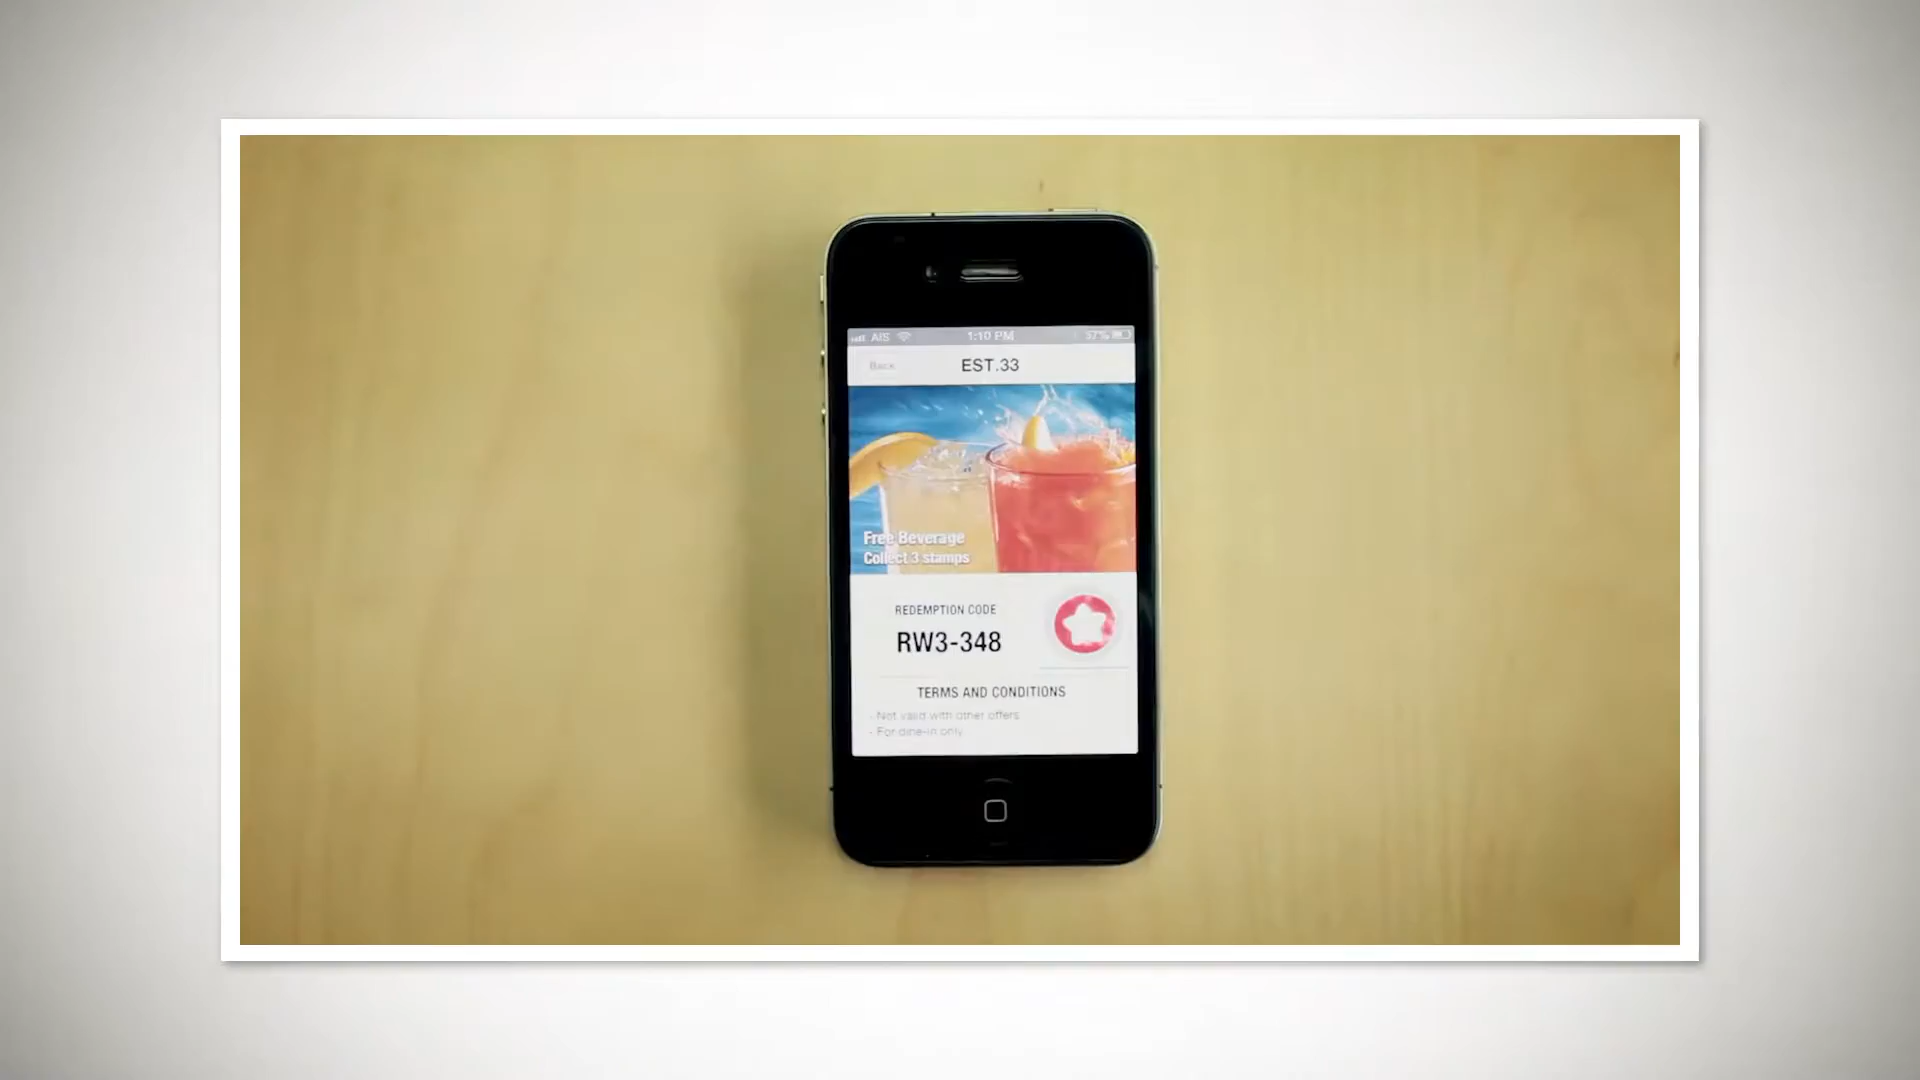 AIS 1:10 PM 57%
Back EST.33
Free Beverage
Collect 3 stamps
REDEMPTION CODE
RW3-348
TERMS AND CONDITIONS
- Not valid with other offers
- For dine-in only